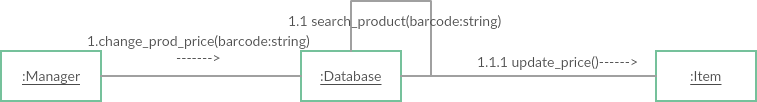 1.1 search_product(barcode:string)
1.change_prod_price(barcode:string)
------->
1.1.1 update_price()------>
:Manager
:Database
:Item